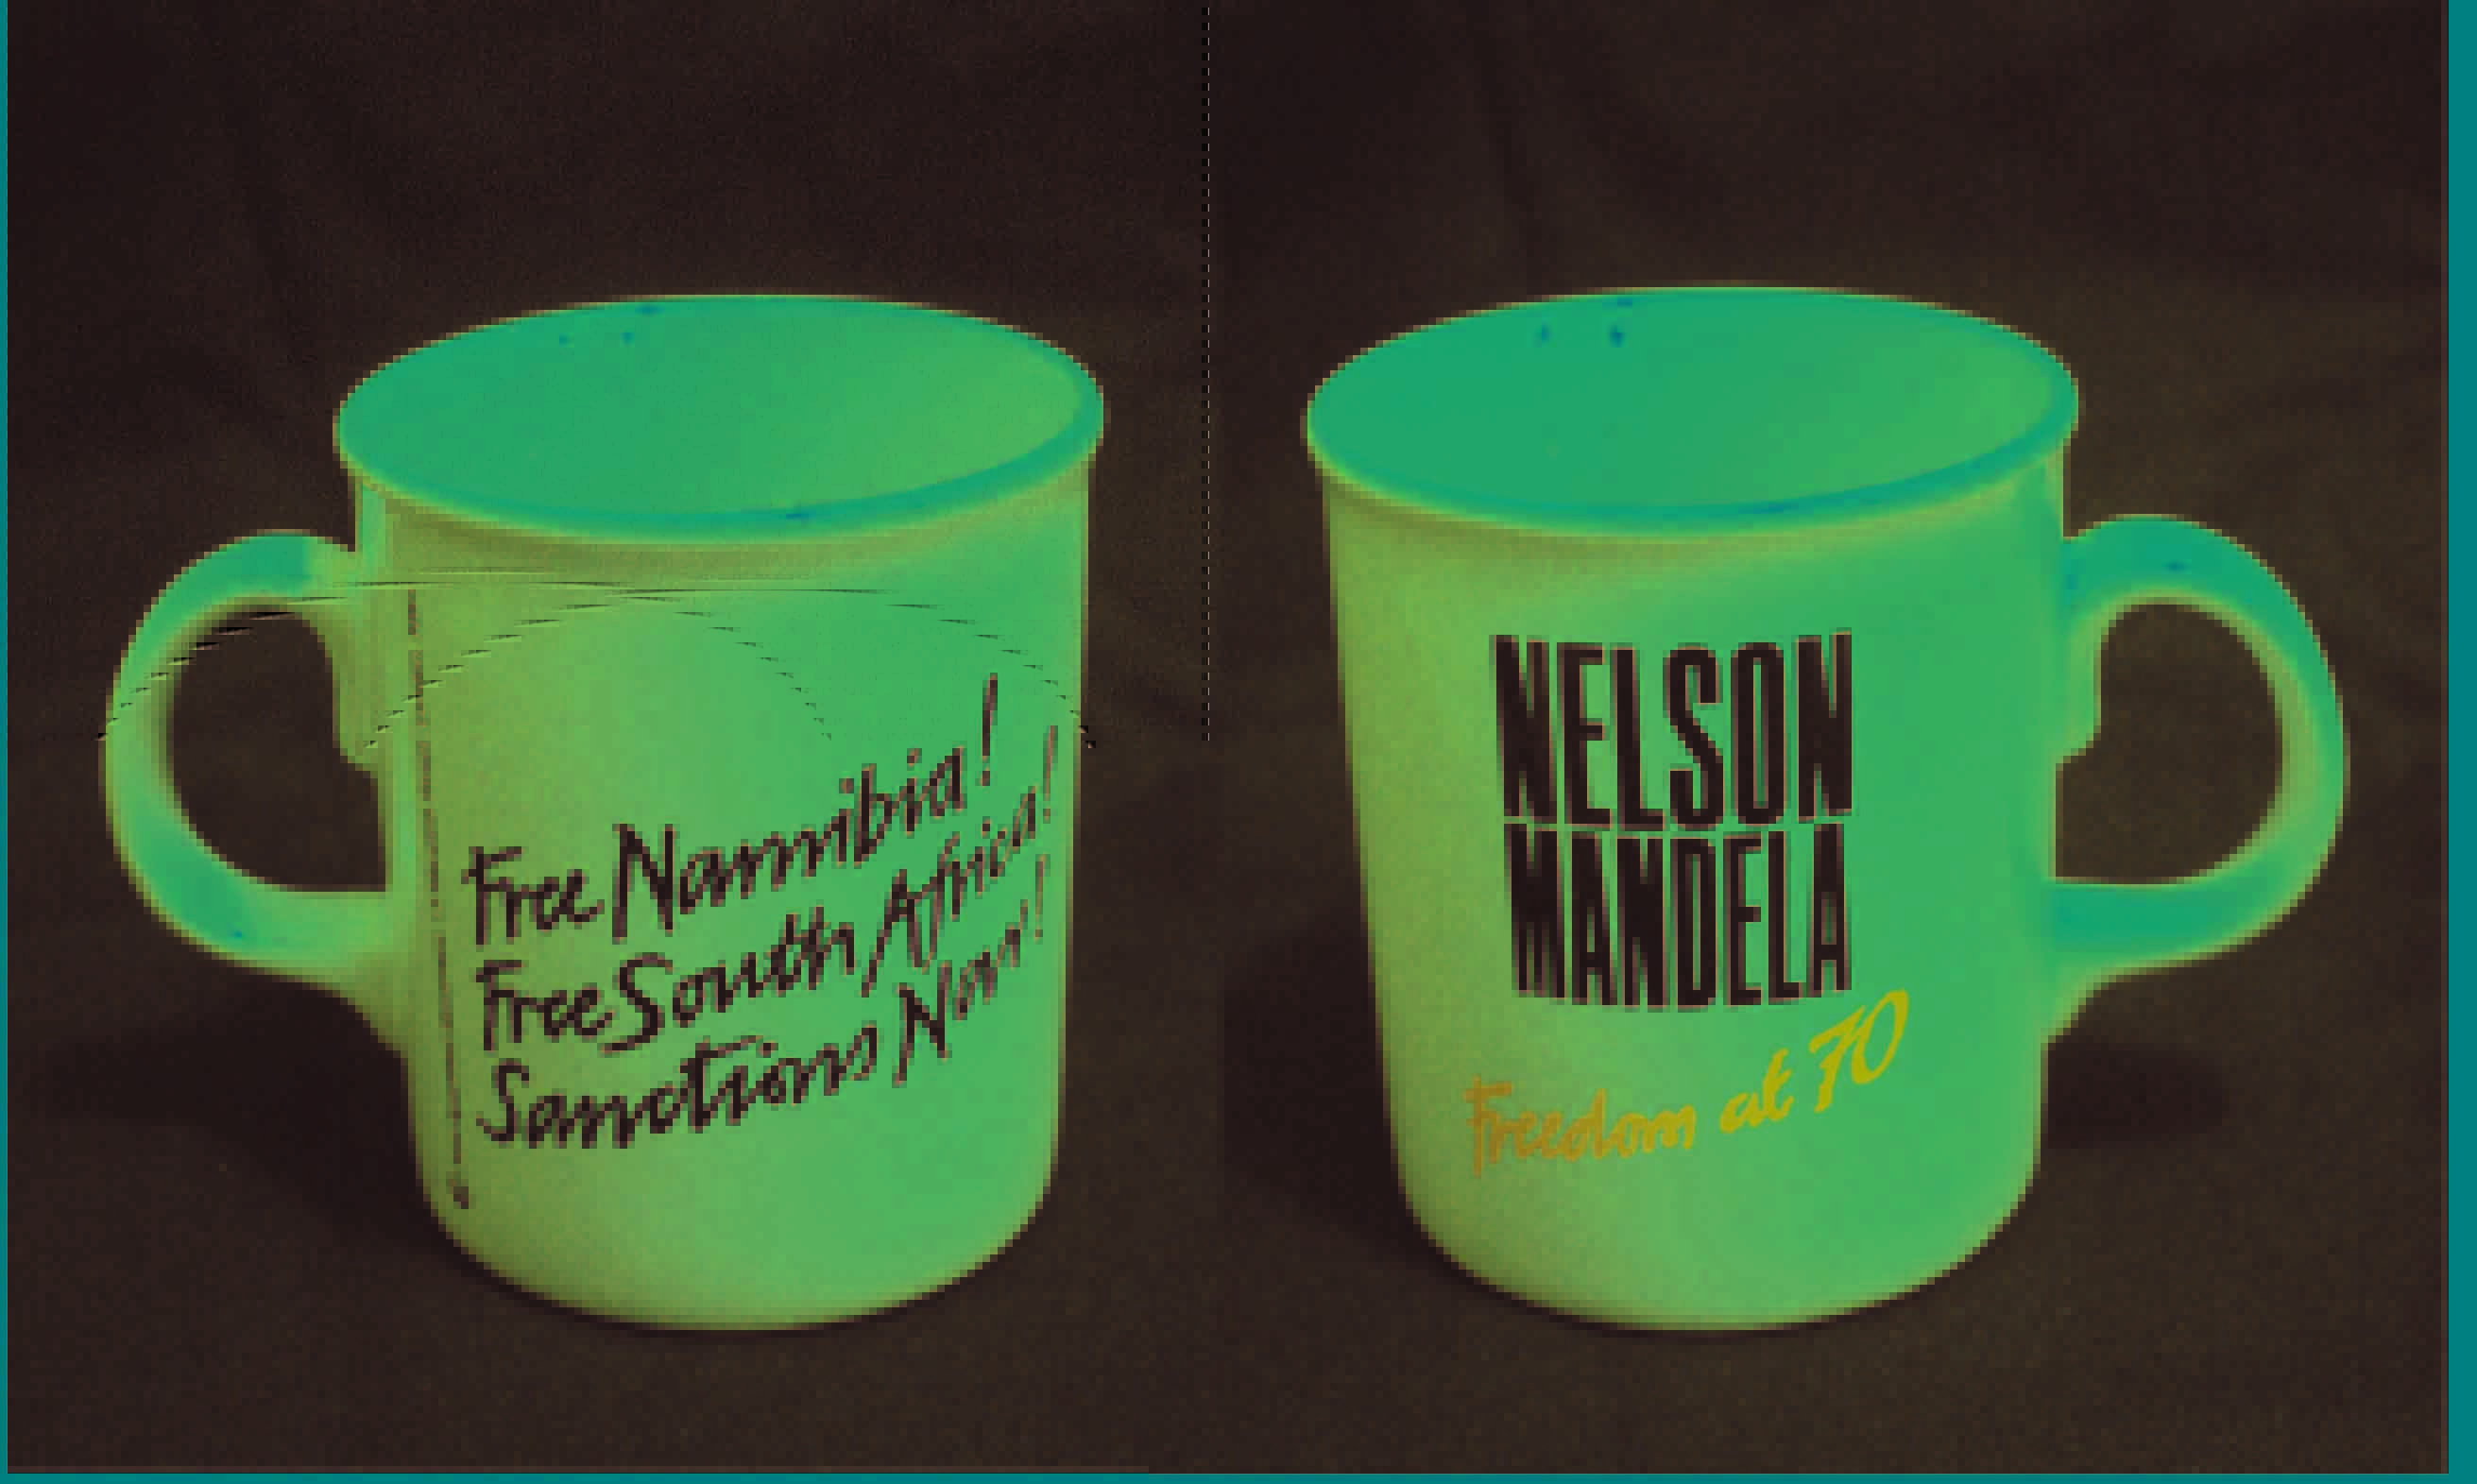 Free Namibia!
Free South Africa!
Sanctions Now!
NELSON
MANDELA
Freedom at 70